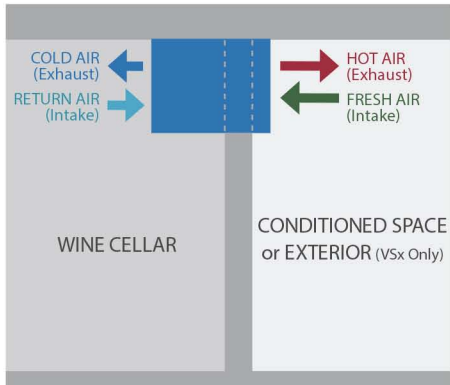 COLD AIR
(Exhaust)
RETURN AIR
(Intake)
HOT AIR
(Exhaust)
FRESH AIR
(Intake)
WINE CELLAR
CONDITIONED SPACE
or EXTERIOR (VSx Only)